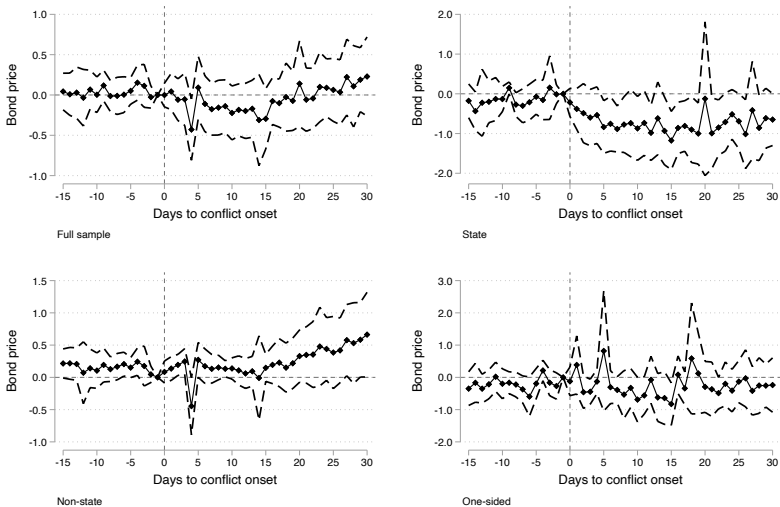 1.0
0.5
0.0
-0.5
-1.0
Bond price
-15 -10 -5 0 5 10 15 20 25 30
Days to conflict onset
Full sample
1.0
0.0
-1.0
-2.0
Bond price
-15 -10 -5 0 5 10 15 20 25 30
Days to conflict onset
State
1.5
1.0
0.5
0.0
-0.5
-1.0
Bond price
-15 -10 -5 0 5 10 15 20 25 30
Days to conflict onset
Non-state
3.0
2.0
1.0
0.0
-1.0
-2.0
Bond price
-15 -10 -5 0 5 10 15 20 25 30
Days to conflict onset
One-sided